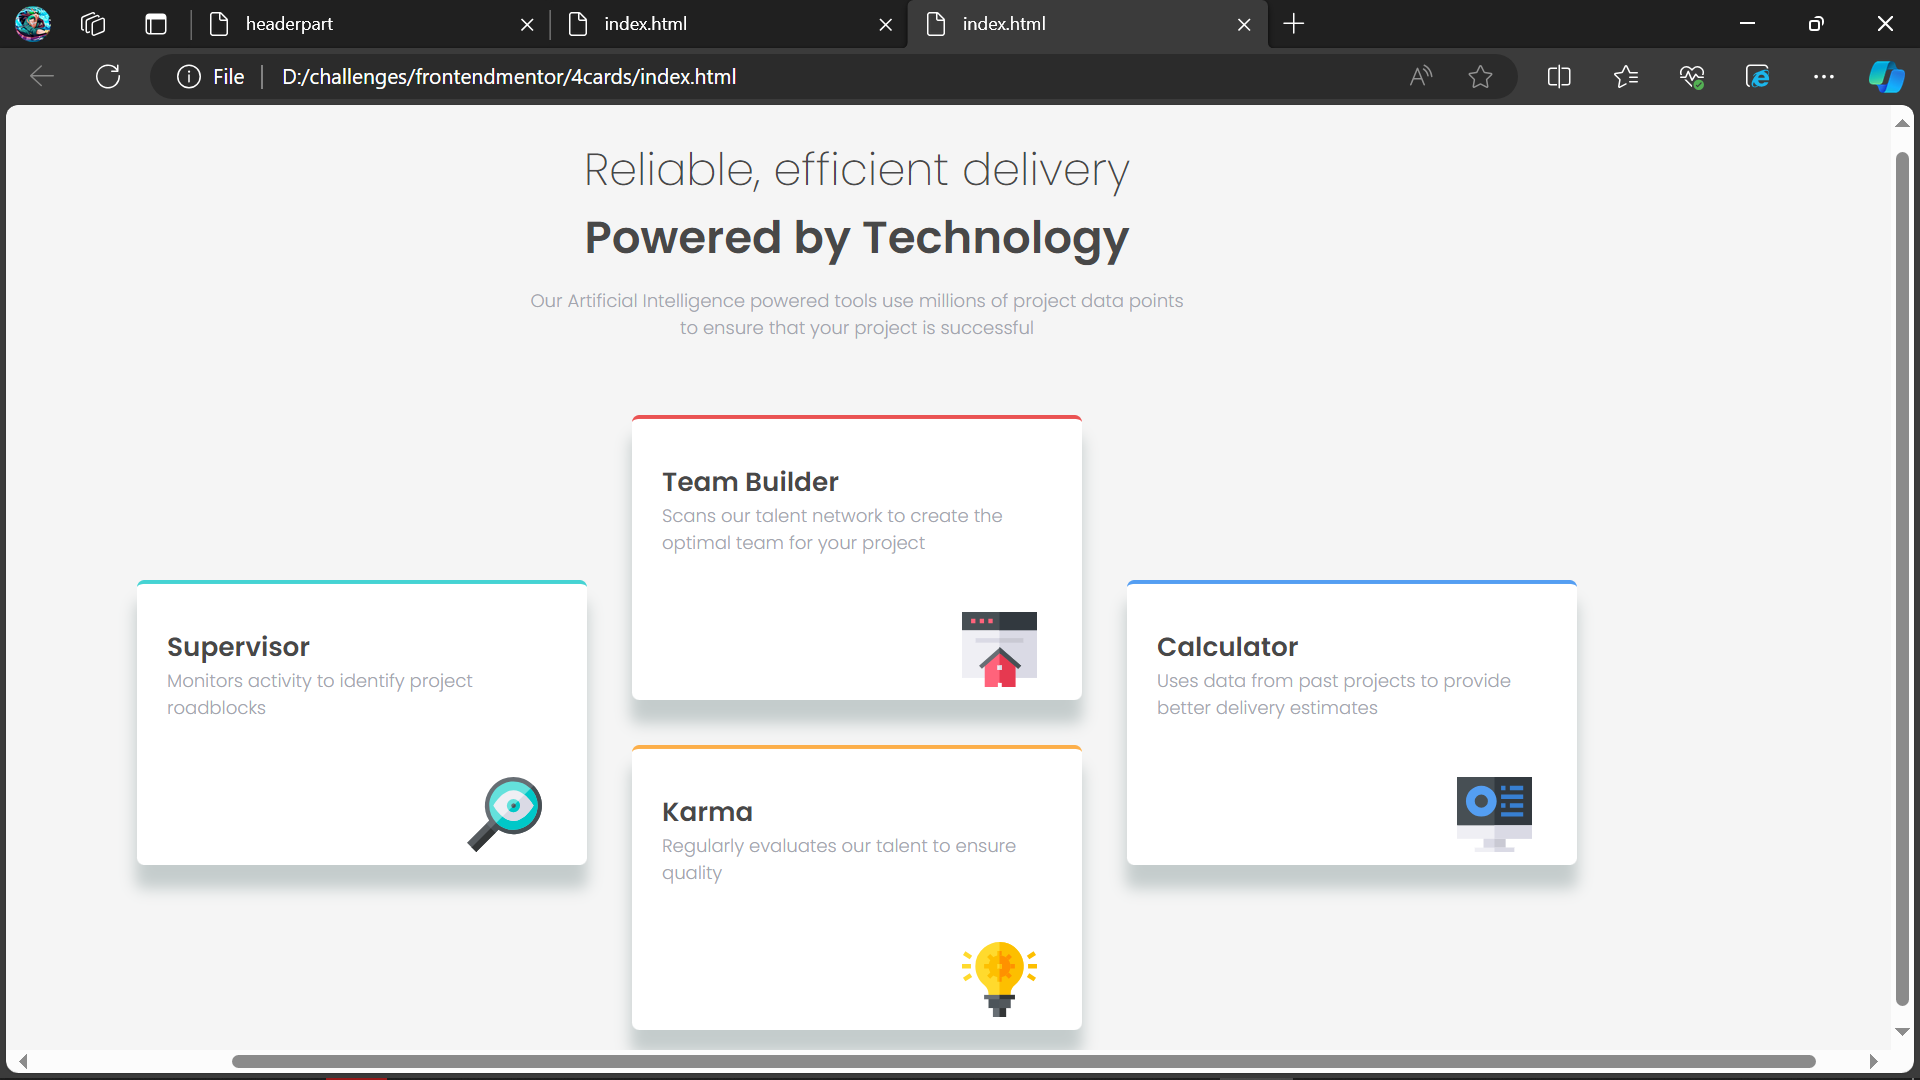 headerpart
index.html
index.html
File
D:/challenges/frontendmentor/4cards/index.html
Reliable, efficient delivery
Powered by Technology
Our Artificial Intelligence powered tools use millions of project data points
to ensure that your project is successful
Team Builder
Scans our talent network to create the
optimal team for your project
Supervisor
Monitors activity to identify project
roadblocks
Calculator
Uses data from past projects to provide
better delivery estimates
Karma
Regularly evaluates our talent to ensure
quality